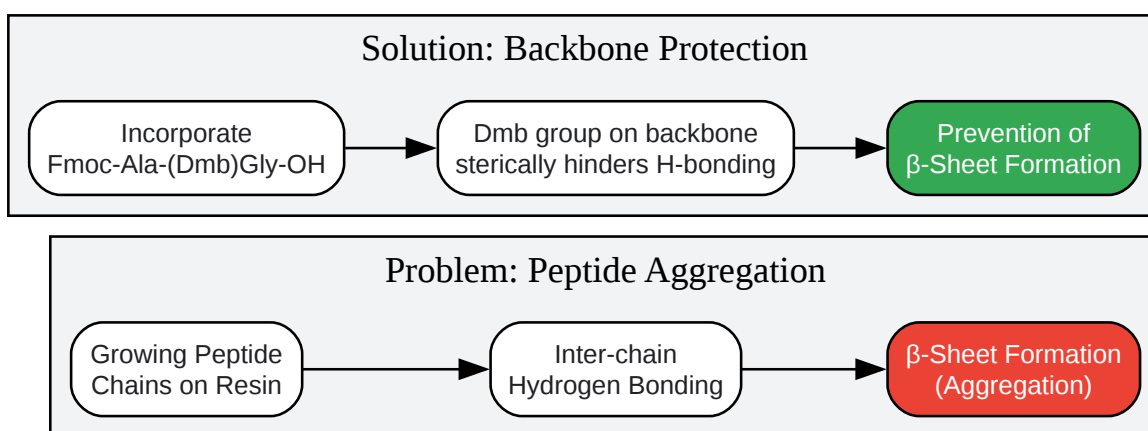 Solution: Backbone Protection
Incorporate
Fmoc-Ala-(Dmb)Gly-OH
Dmb group on backbone
sterically hinders H-bonding
Prevention of
β-Sheet Formation
Problem: Peptide Aggregation
Growing Peptide
Chains on Resin
Inter-chain
Hydrogen Bonding
β-Sheet Formation
(Aggregation)